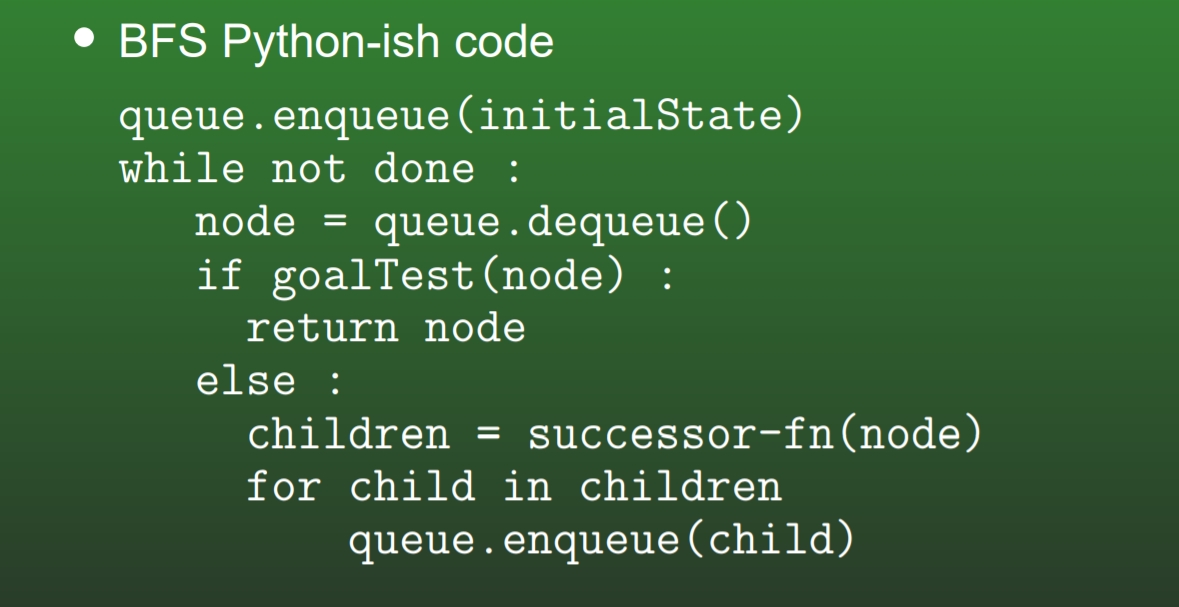 • BFS Python-ish code
queue.enqueue(initialState)
while not done :
node = queue.dequeue()
if goalTest(node) :
return node
else :
children = successor-fn(node)
for child in children
queue.enqueue(child)